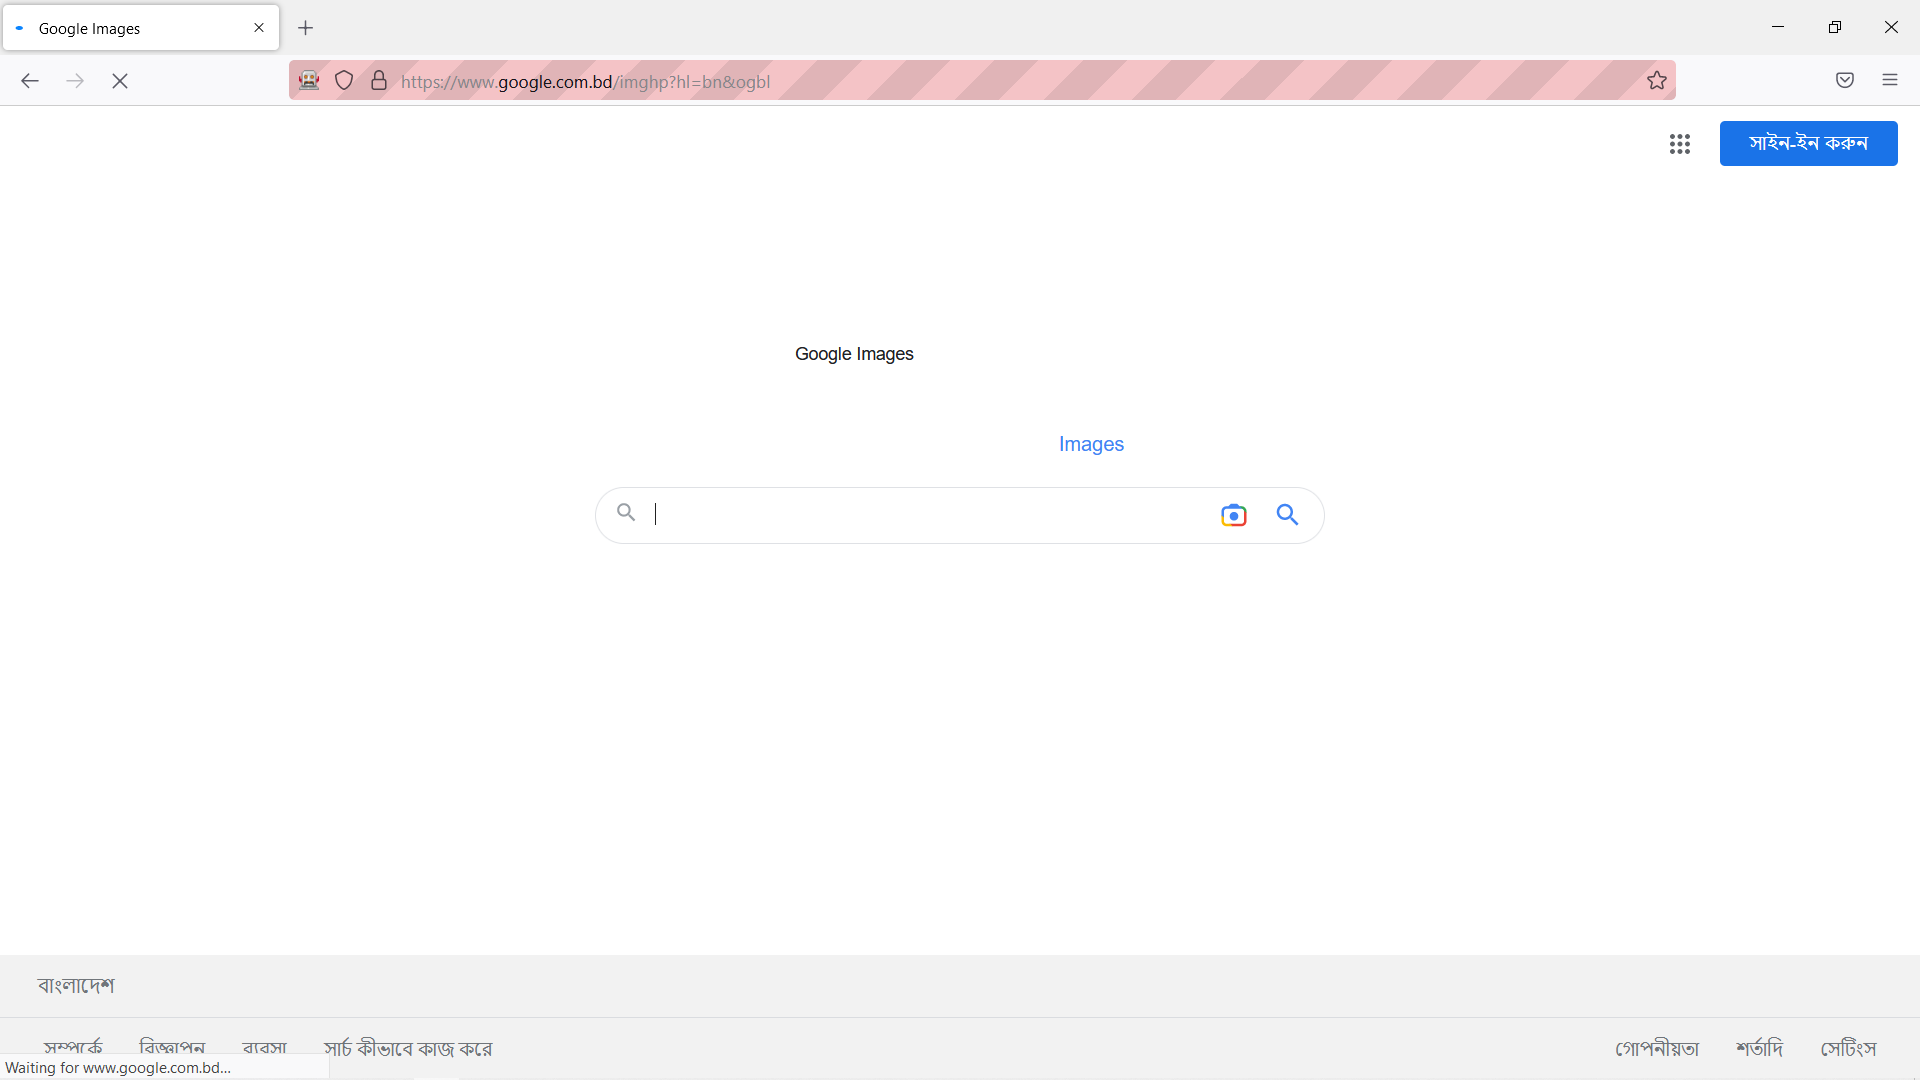 Google Images
https://www.google.com.bd/imghp?hl=bn&ogbl
সাইন-ইন করুন
Google Images
Images
বাংলাদেশ
সম্পর্কে বিজ্ঞাপন ব্যবসা সার্চ কীভাবে কাজ করে গোপনীয়তা শর্তাদি সেটিংস
Waiting for www.google.com.bd...